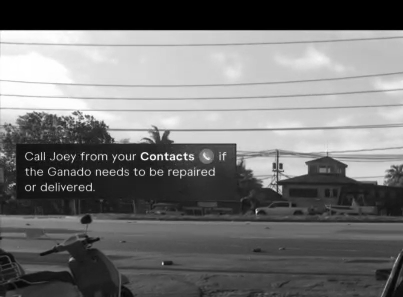 Call Joey from your Contacts if
the Ganado needs to be repaired
or delivered.